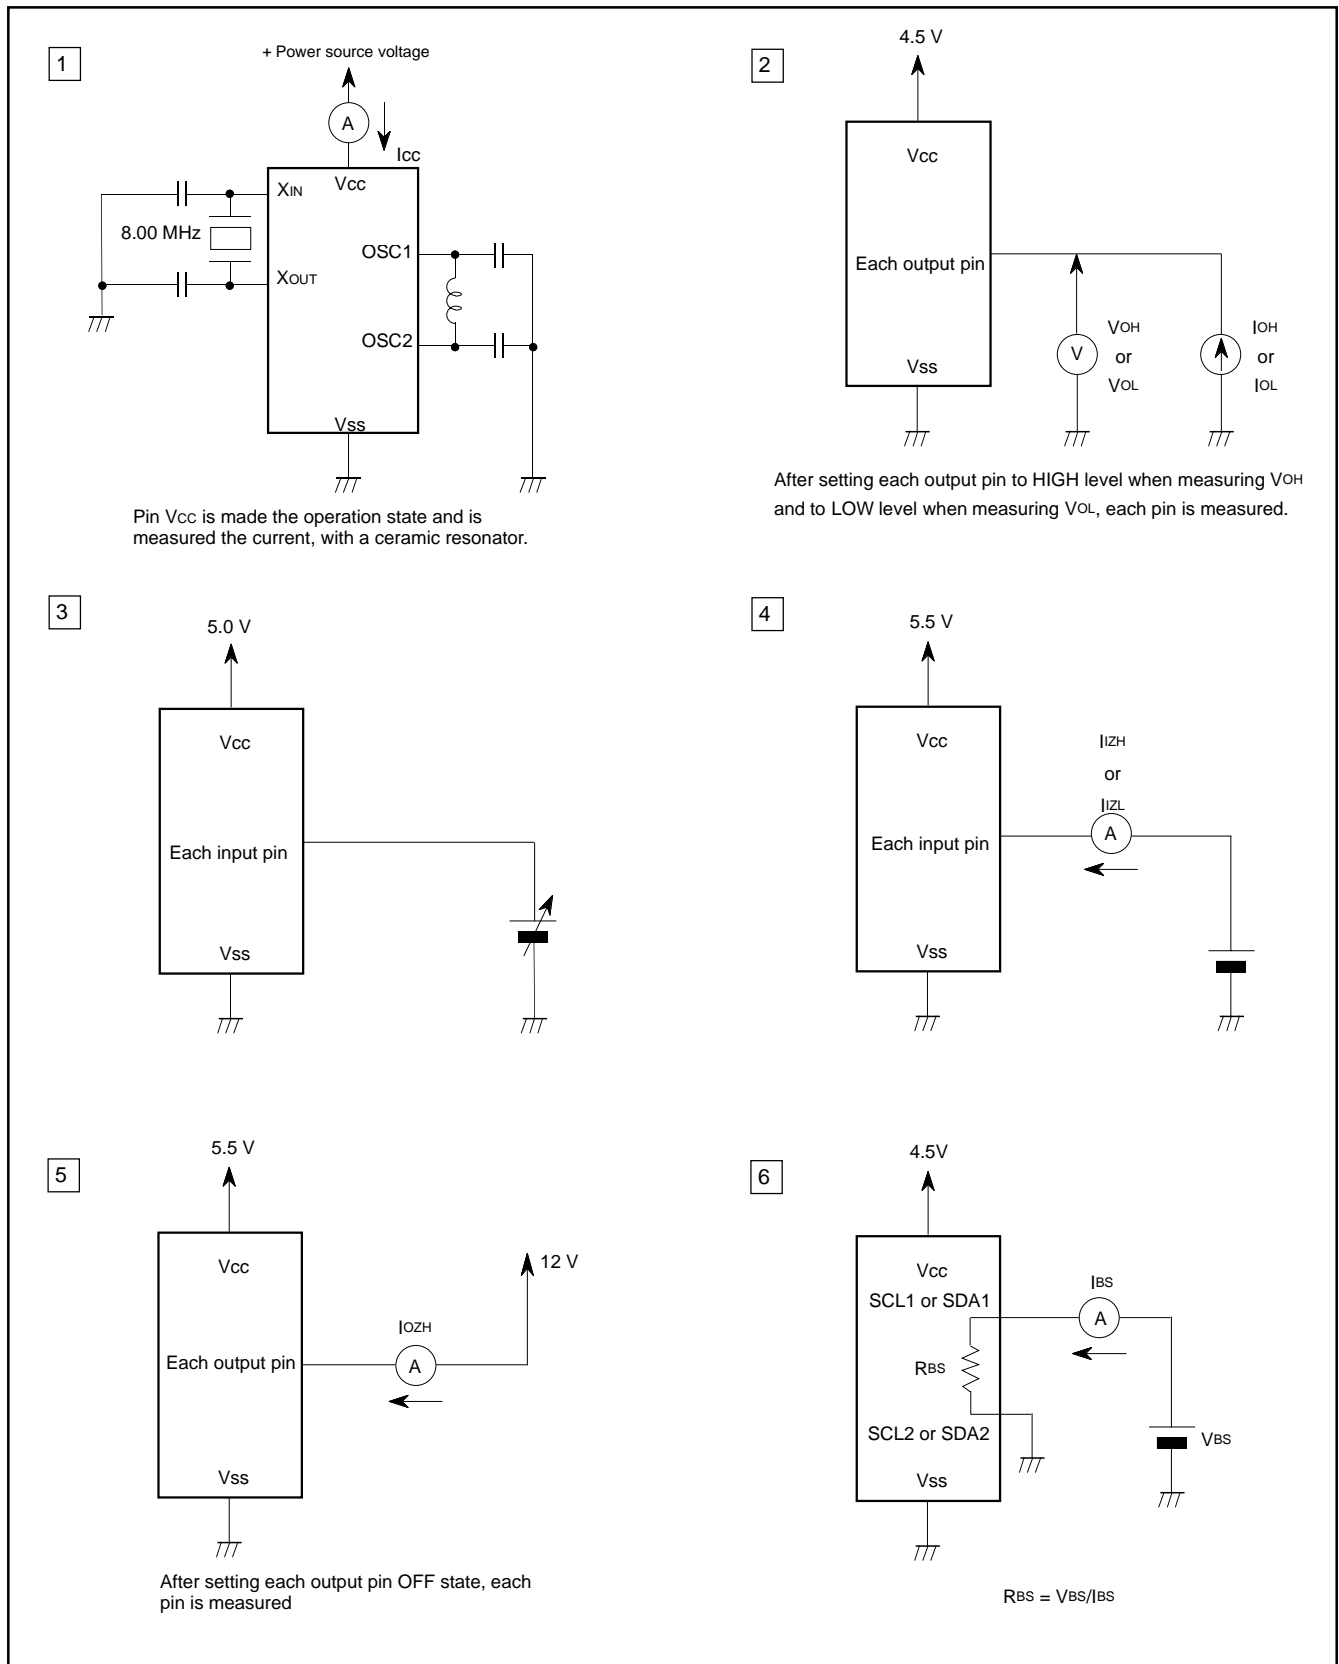 1
+ Power source voltage
A
Icc
Vcc
XIN
8.00 MHz
XOUT
OSC1
OSC2
Vss
Pin VCC is made the operation state and is
measured the current, with a ceramic resonator.
2
4.5 V
Vcc
Each output pin
Vss
V
VOH
or
VOL
IOH
or
IOL
After setting each output pin to HIGH level when measuring VOH
and to LOW level when measuring VOL, each pin is measured.
3
5.0 V
Vcc
Each input pin
Vss
4
5.5 V
Vcc
Each input pin
Vss
IIZH
or
IIZL
A
5
5.5 V
Vcc
Each output pin
Vss
IOZH
A
12 V
After setting each output pin OFF state, each
pin is measured
6
4.5V
Vcc
SCL1 or SDA1
RBS
SCL2 or SDA2
Vss
IBS
A
VBS
RBS = VBS/IBS